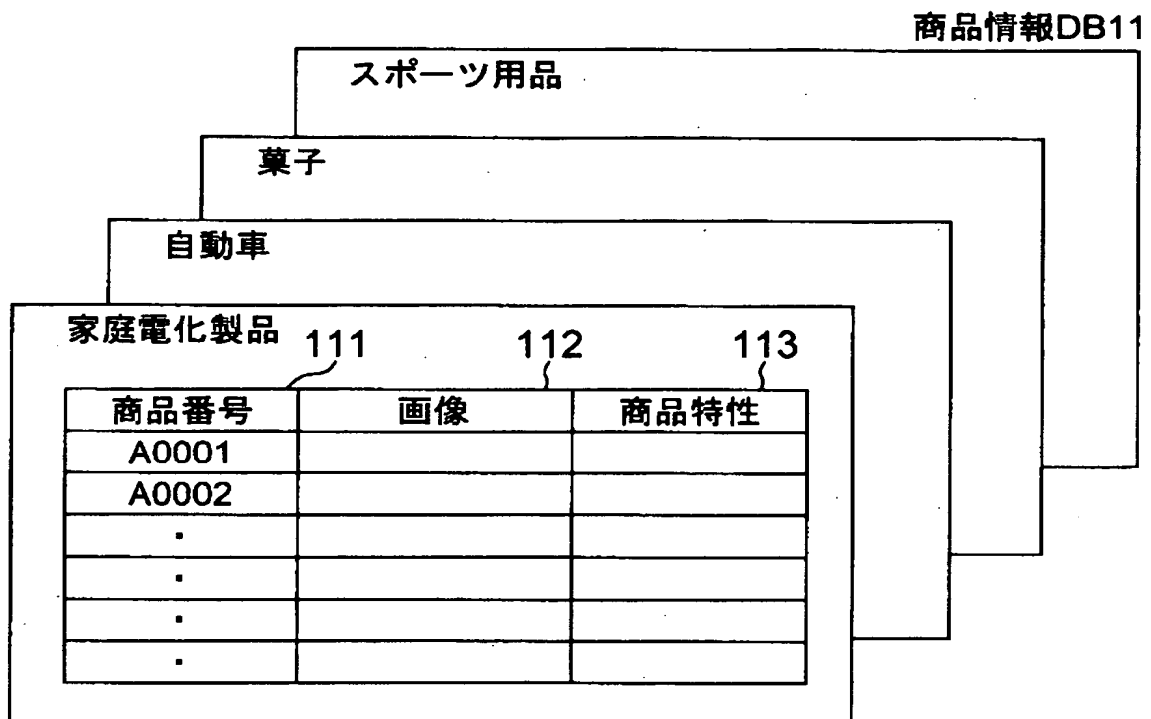 商品情報DB11
スポーツ用品
菓子
自動車
家庭電化製品
111 112 113
商品番号 画像 商品特性
A0001
A0002
・
・
・
・